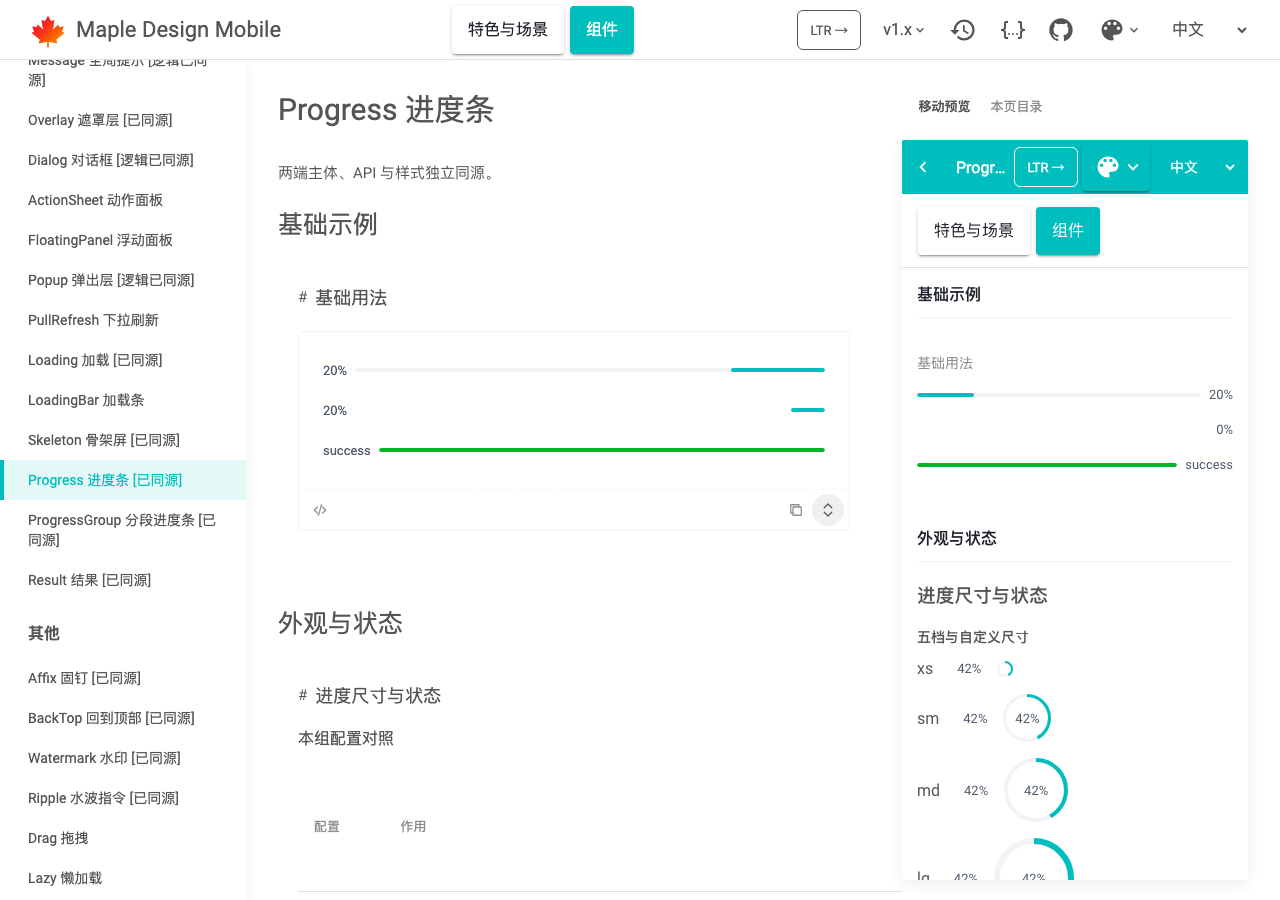 Maple Design Mobile
特色与场景
组件
LTR→
v1.x
{...}
中文
Message 全局提示 [逻辑已同
源]
Overlay 遮罩层 [已同源]
Dialog 对话框 [逻辑已同源]
ActionSheet 动作面板
FloatingPanel 浮动面板
Popup 弹出层 [逻辑已同源]
PullRefresh 下拉刷新
Loading 加载 [已同源]
LoadingBar 加载条
Skeleton 骨架屏 [已同源]
Progress 进度条 [已同源]
ProgressGroup 分段进度条 [已
同源]
Result 结果 [已同源]
其他
Affix 固钉 [已同源]
BackTop 回到顶部 [已同源]
Watermark 水印 [已同源]
Ripple 水波指令 [已同源]
Drag 拖拽
Lazy 懒加载
Progress 进度条
两端主体、API 与样式独立同源。
基础示例
# 基础用法
20%
20%
success
外观与状态
# 进度尺寸与状态
本组配置对照
配置 作用
移动预览 本页目录
Progr...
LTR→
中文
特色与场景
组件
基础示例
基础用法
20%
0%
success
外观与状态
进度尺寸与状态
五档与自定义尺寸
xs 42%
sm 42% 42%
md 42% 42%
lg 42% 42%